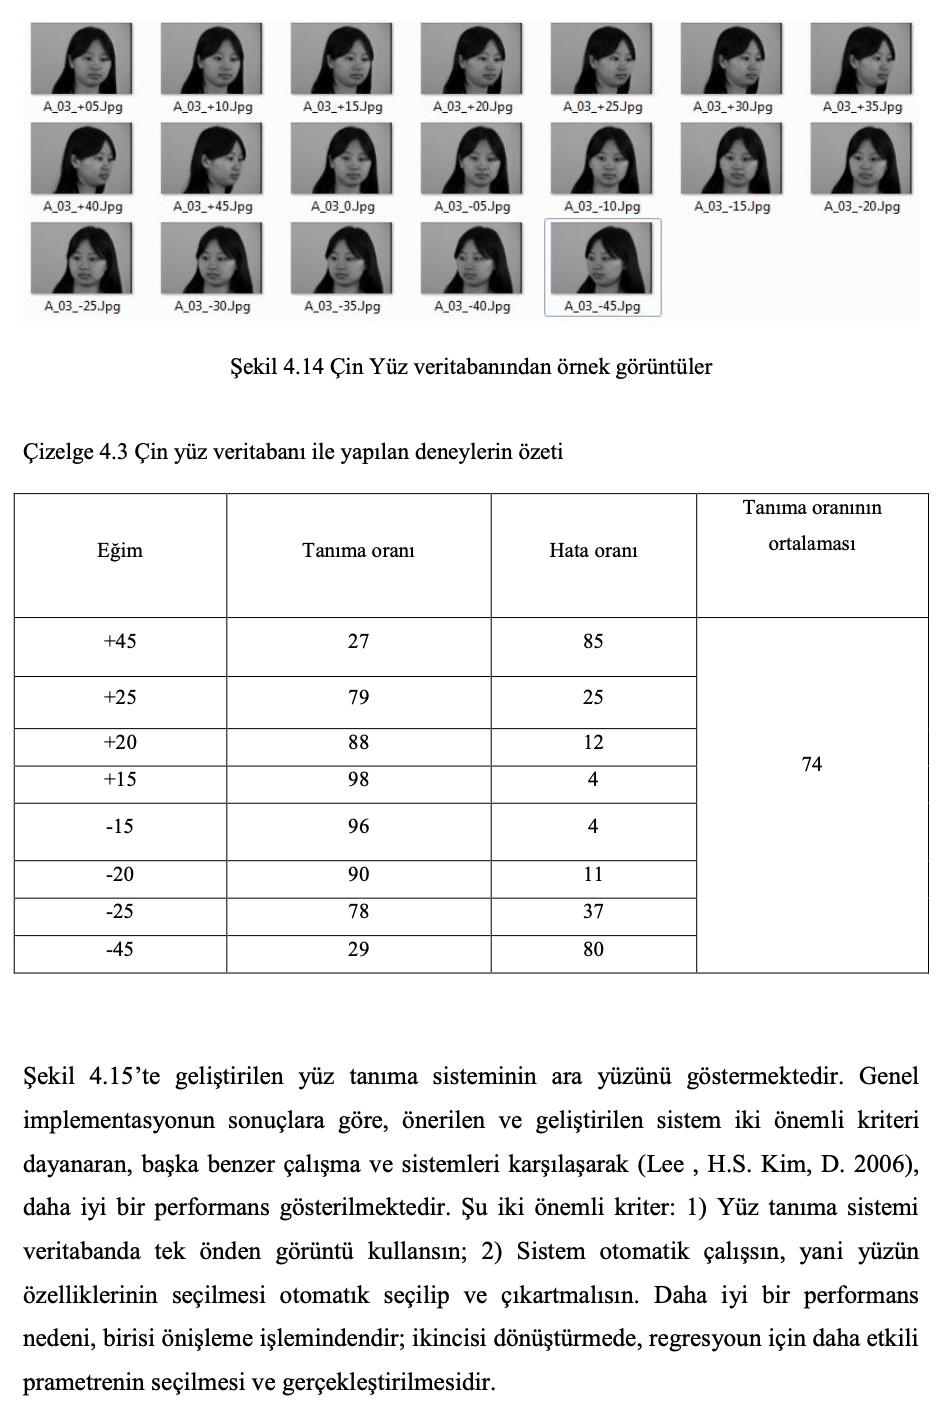 A_03_+05.Jpg A_03_+10.Jpg A_03_+15.Jpg A_03_+20.Jpg A_03_+25.Jpg A_03_+30.Jpg A_03_+35.Jpg
A_03_+40.Jpg A_03_+45.Jpg A_03_0.Jpg A_03_-05.Jpg A_03_-10.Jpg A_03_-15.Jpg A_03_-20.Jpg
A_03_-25.Jpg A_03_-30.Jpg A_03_-35.Jpg A_03_-40.Jpg A_03_-45.Jpg
Şekil 4.14 Çin Yüz veritabanından örnek görüntüler
Çizelge 4.3 Çin yüz veritabanı ile yapılan deneylerin özeti
Eğim Tanıma oranı Hata oranı Tanıma oranının
ortalaması
+45 27 85
+25 79 25
+20 88 12
74
+15 98 4
-15 96 4
-20 90 11
-25 78 37
-45 29 80
Şekil 4.15’te geliştirilen yüz tanıma sisteminin ara yüzünü göstermektedir. Genel
implementasyonun sonuçlara göre, önerilen ve geliştirilen sistem iki önemli kriteri
dayanaran, başka benzer çalışma ve sistemleri karşılaşarak (Lee , H.S. Kim, D. 2006),
daha iyi bir performans gösterilmektedir. Şu iki önemli kriter: 1) Yüz tanıma sistemi
veritabanda tek önden görüntü kullansın; 2) Sistem otomatik çalışsın, yani yüzün
özelliklerinin seçilmesi otomatık seçilip ve çıkartmalısın. Daha iyi bir performans
nedeni, birisi önişleme işlemindendir; ikincisi dönüştürmede, regresyoun için daha etkili
prametrenin seçilmesi ve gerçekleştirilmesidir.